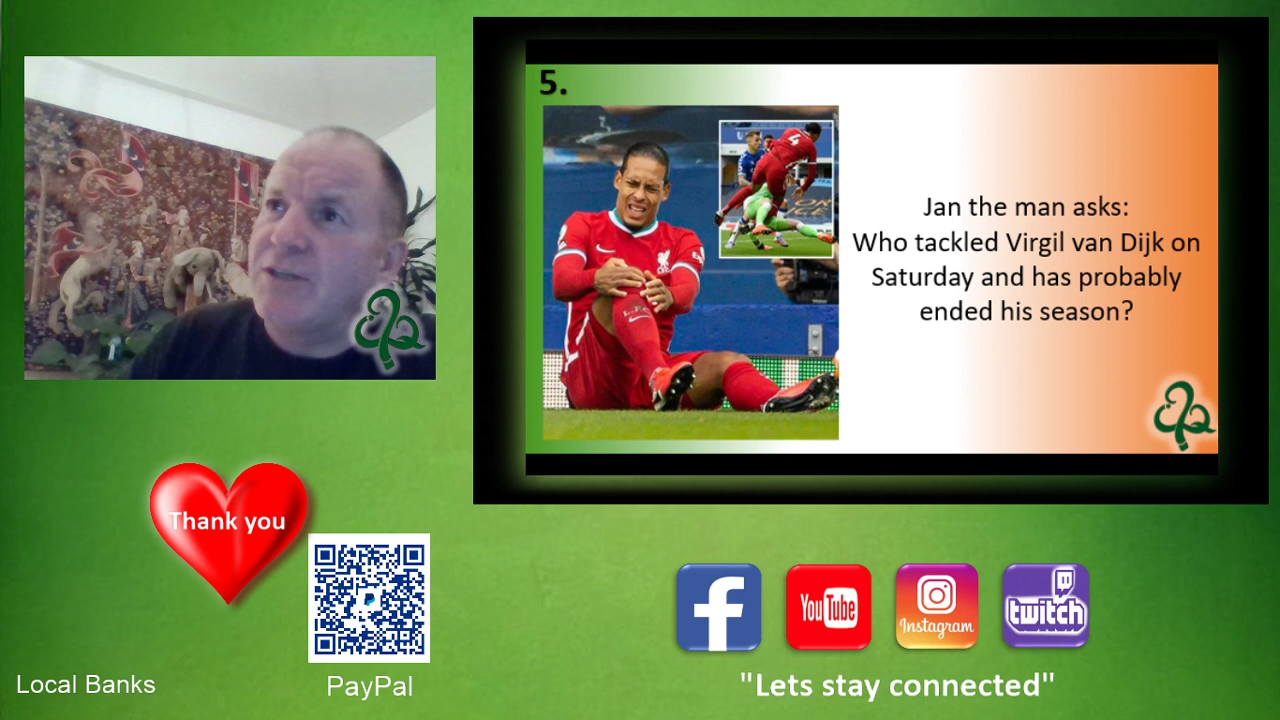 5.
4
Jan the man asks:
Who tackled Virgil van Dijk on
Saturday and has probably
ended his season?
Thank you
Local Banks
PayPal
YouTube
Instagram
twitch
"Lets stay connected"